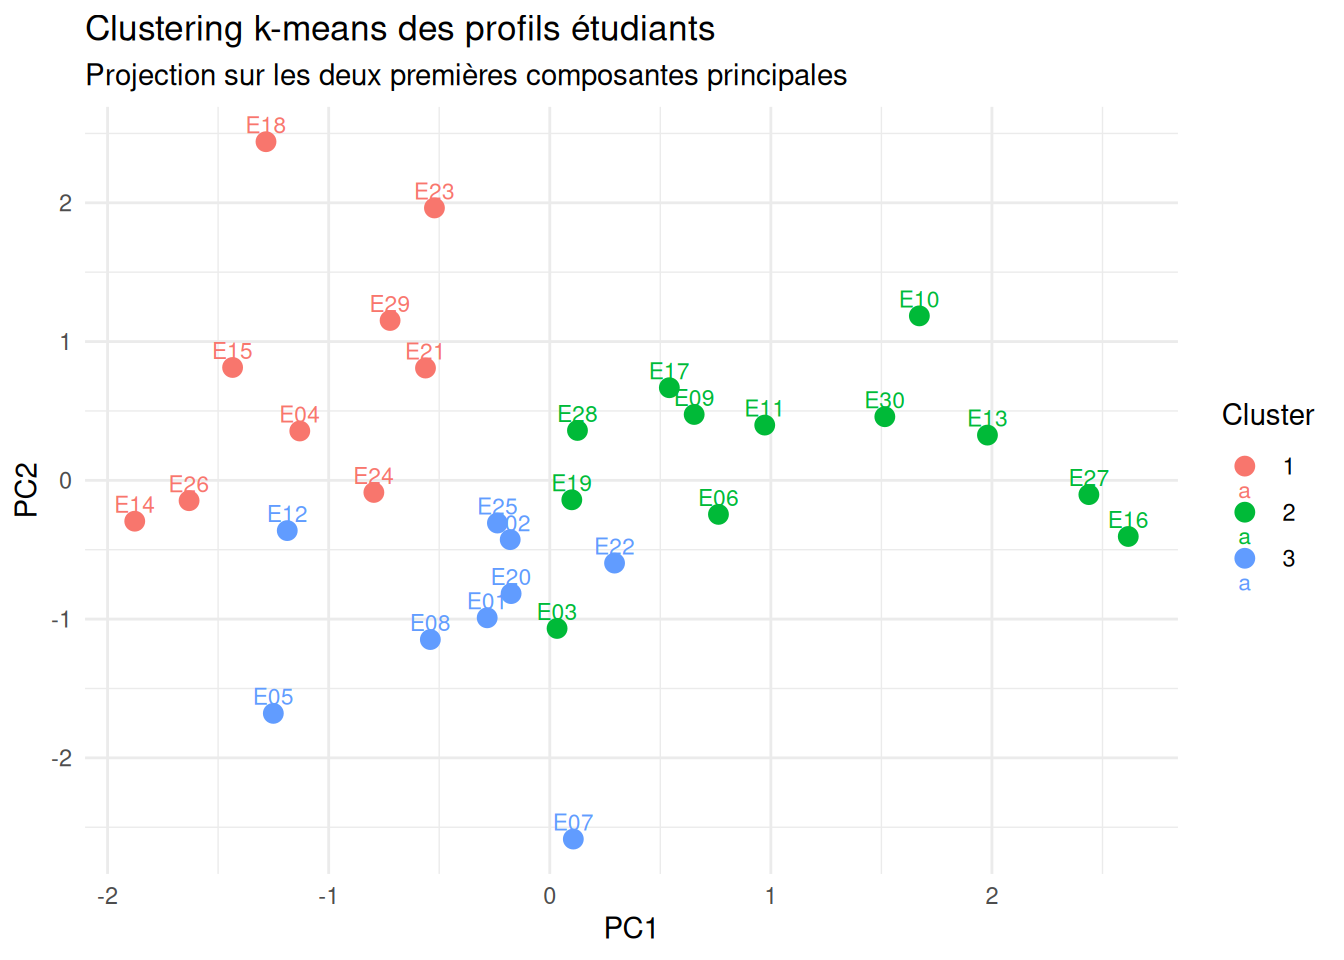 Clustering k-means des profils étudiants
Projection sur les deux premières composantes principales
E18
E23
E10
E29
E15
E21
E17
E09
E30
E11
E04
E28
E13
E24
E27
E26
E19
E06
E14
E25
E12
02
E16
E22
E20
E01
E03
E08
E05
E07
2
1
0
-1
-2
PC2
-2
-1
0
1
2
PC1
Cluster
1
a
2
a
3
a